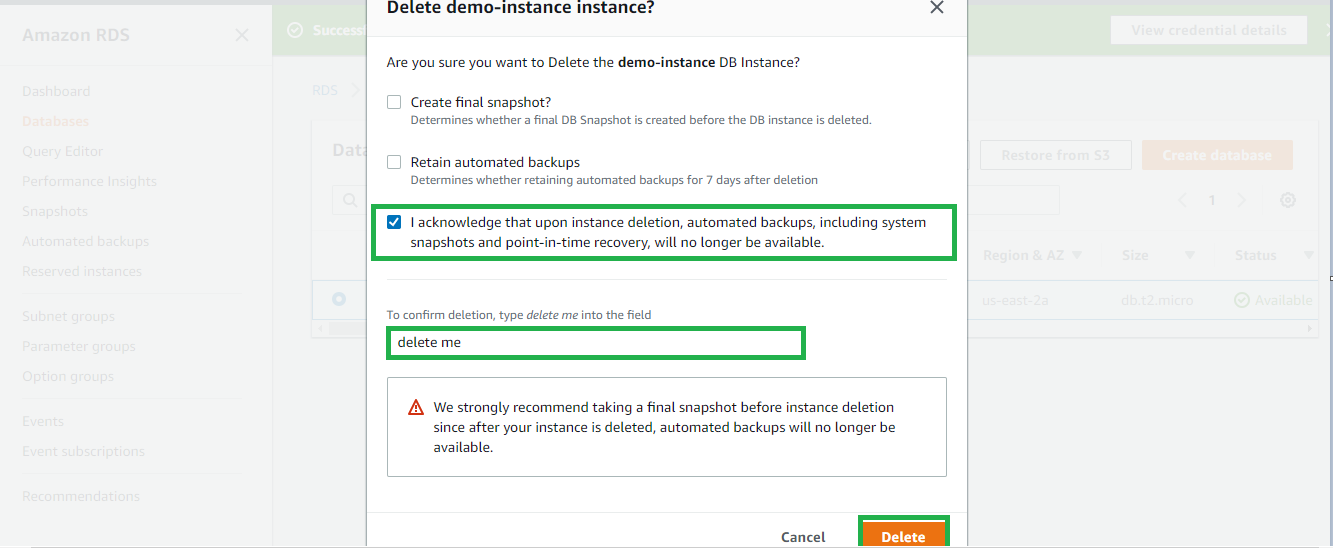 Delete demo-instance instance?
Amazon RDS
View credential details
Are you sure you want to Delete the demo-instance DB Instance?
Dashboard
RDS
Create final snapshot?
Determines whether a final DB Snapshot is created before the DB instance is deleted.
Databases
Query Editor
Restore from S3
Create database
Retain automated backups
Determines whether retaining automated backups for 7 days after deletion
Performance Insights
Snapshots
1
I acknowledge that upon instance deletion, automated backups, including system
snapshots and point-in-time recovery, will no longer be available.
Automated backups
Region & AZ
Size
Status
Reserved instances
us-east-2a
db.t2.micro
Available
Subnet groups
To confirm deletion, type delete me into the field
delete me
Parameter groups
Option groups
We strongly recommend taking a final snapshot before instance deletion
since after your instance is deleted, automated backups will no longer be
available.
Events
Event subscriptions
Recommendations
Cancel
Delete